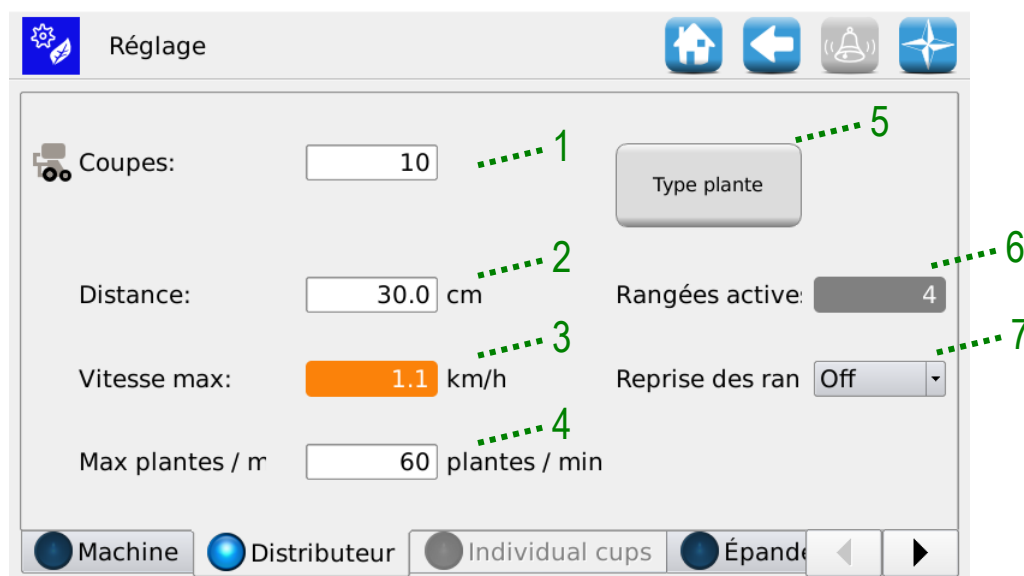 Réglage
Coupes: 10 1
Type plante 5
Distance: 30.0 cm 2
Rangées active: 4 6
Vitesse max: 1.1 km/h 3
Reprise des ran Off 7
Max plantes / m 60 plantes / min 4
Machine Distributeur Individual cups Épande